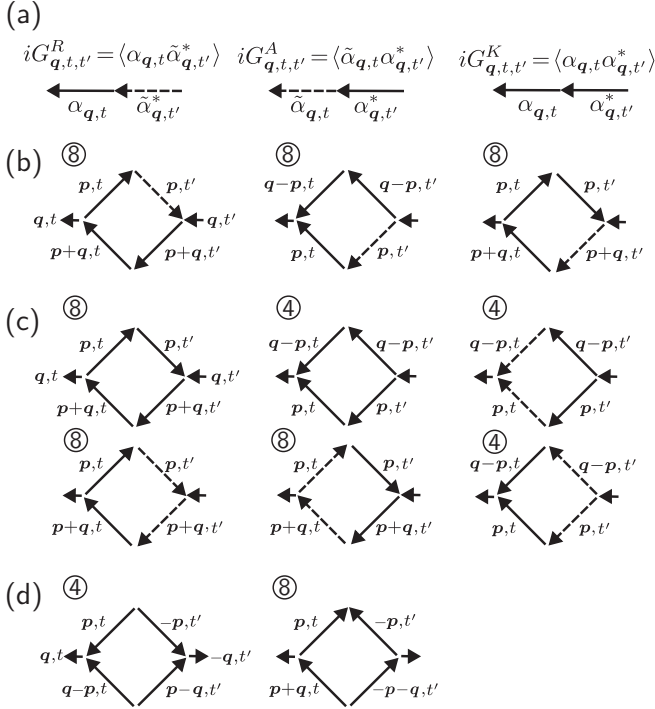 (a)
iG^R_{q,t,t'} = ⟨α_{q,t} α̃*_{q,t'}⟩ iG^A_{q,t,t'} = ⟨α̃_{q,t} α*_{q,t'}⟩ iG^K_{q,t,t'} = ⟨α_{q,t} α*_{q,t'}⟩
α_{q,t} α̃*_{q,t'} α̃_{q,t} α*_{q,t'} α_{q,t} α*_{q,t'}
(b) ⑧ ⑧ ⑧
p,t p,t' q−p,t q−p,t' p,t p,t'
q,t q,t'
p+q,t p+q,t' p,t p,t' p+q,t p+q,t'
(c) ⑧ ④ ④
p,t p,t' q−p,t q−p,t' q−p,t q−p,t'
q,t q,t'
p+q,t p+q,t' p,t p,t' p,t p,t'
⑧ ⑧ ④
p,t p,t' p,t p,t' q−p,t q−p,t'
p+q,t p+q,t' p+q,t p+q,t' p,t p,t'
(d) ④ ⑧
p,t −p,t' p,t −p,t'
q,t −q,t'
q−p,t p−q,t' p+q,t −p−q,t'